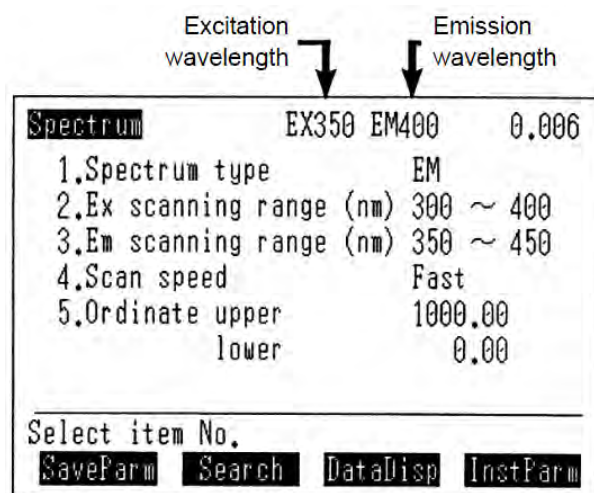 Excitation wavelength
Emission wavelength
Spectrum EX350 EM400 0.006
1.Spectrum type EM
2.Ex scanning range (nm) 300 ~ 400
3.Em scanning range (nm) 350 ~ 450
4.Scan speed Fast
5.Ordinate upper 1000.00
lower 0.00
Select item No.
SaveParm Search DataDisp InstParm